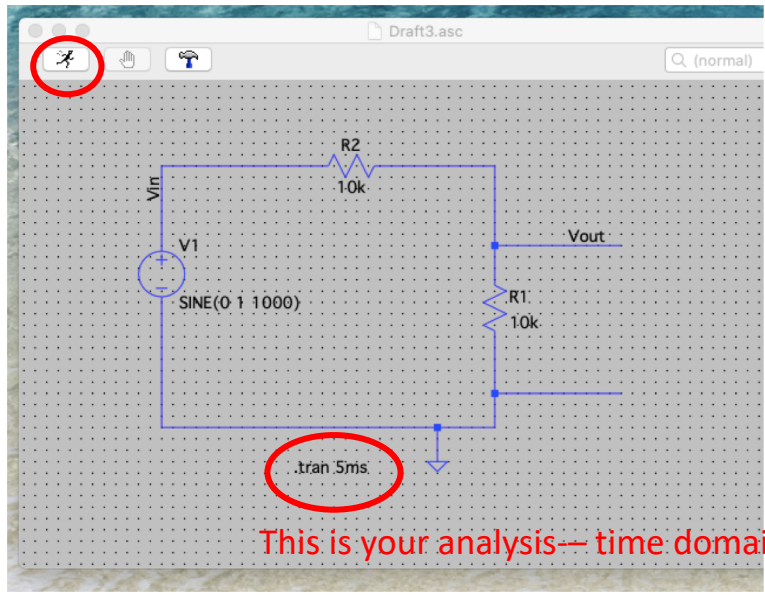 Draft3.asc
(normal)
R2
10k
Vin
V1
Vout
SINE(0 1 1000)
R1
10k
.tran 5ms
This is your analysis-– time domai